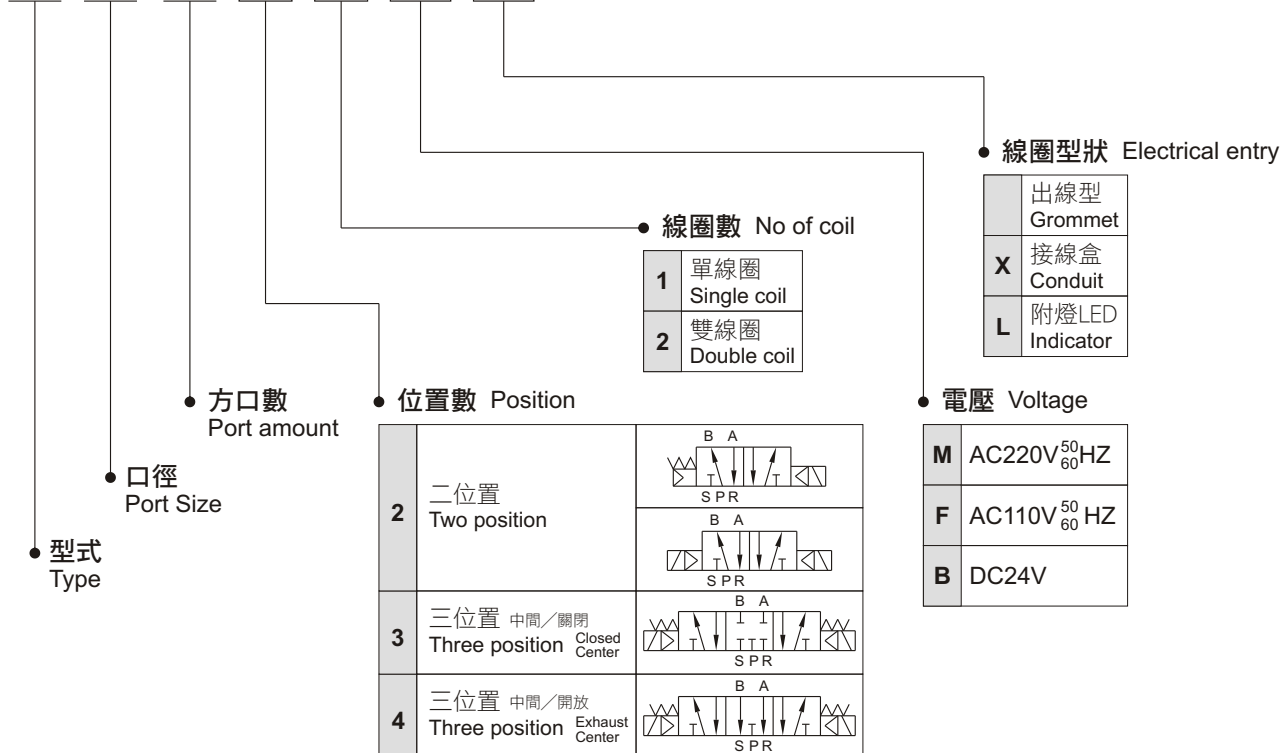 線圈型狀 Electrical entry
出線型
Grommet
X 接線盒
Conduit
L 附燈LED
Indicator
線圈數 No of coil
1 單線圈
Single coil
2 雙線圈
Double coil
方口數
Port amount
口徑
Port Size
型式
Type
位置數 Position
2 二位置
Two position
B A
S P R
B A
S P R
3 三位置 中間／關閉
Three position Closed Center
B A
S P R
4 三位置 中間／開放
Three position Exhaust Center
B A
S P R
電壓 Voltage
M AC220V 50 60 HZ
F AC110V 50 60 HZ
B DC24V